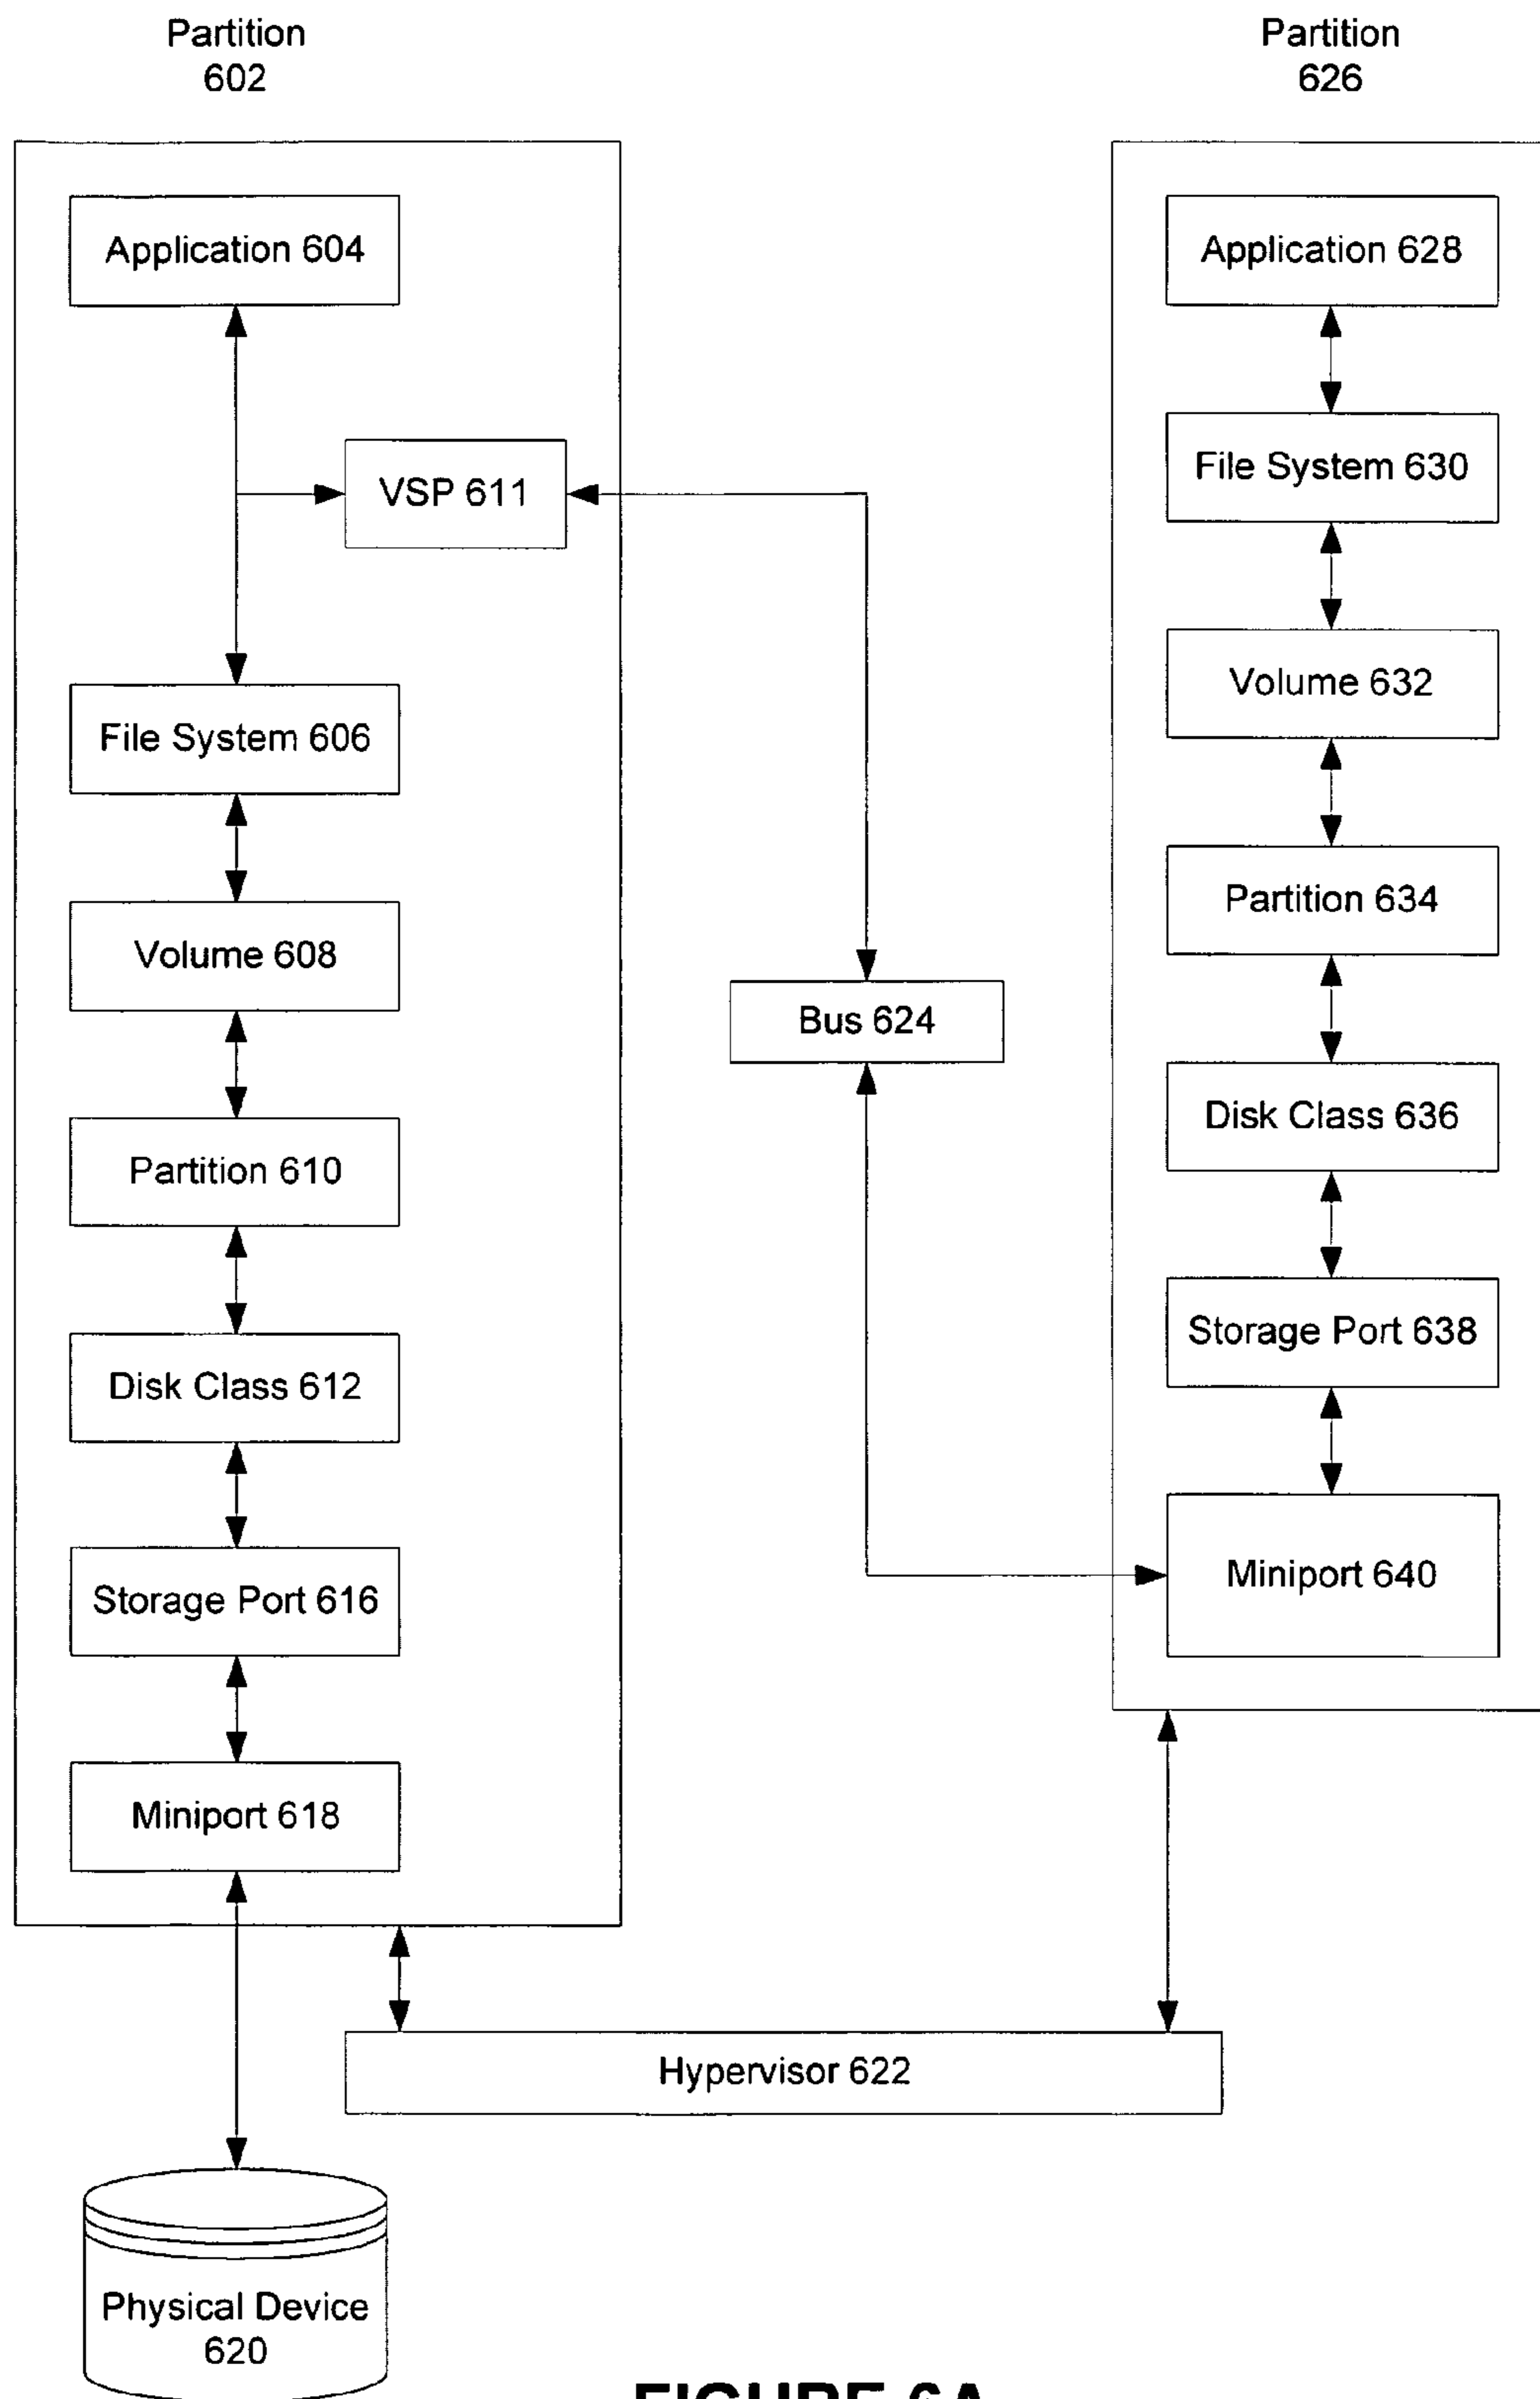 Partition
602
Partition
626
Application 604
Application 628
VSP 611
File System 630
File System 606
Volume 632
Volume 608
Partition 634
Bus 624
Partition 610
Disk Class 636
Disk Class 612
Storage Port 638
Storage Port 616
Miniport 640
Miniport 618
Hypervisor 622
Physical Device
620
FIGURE 6A